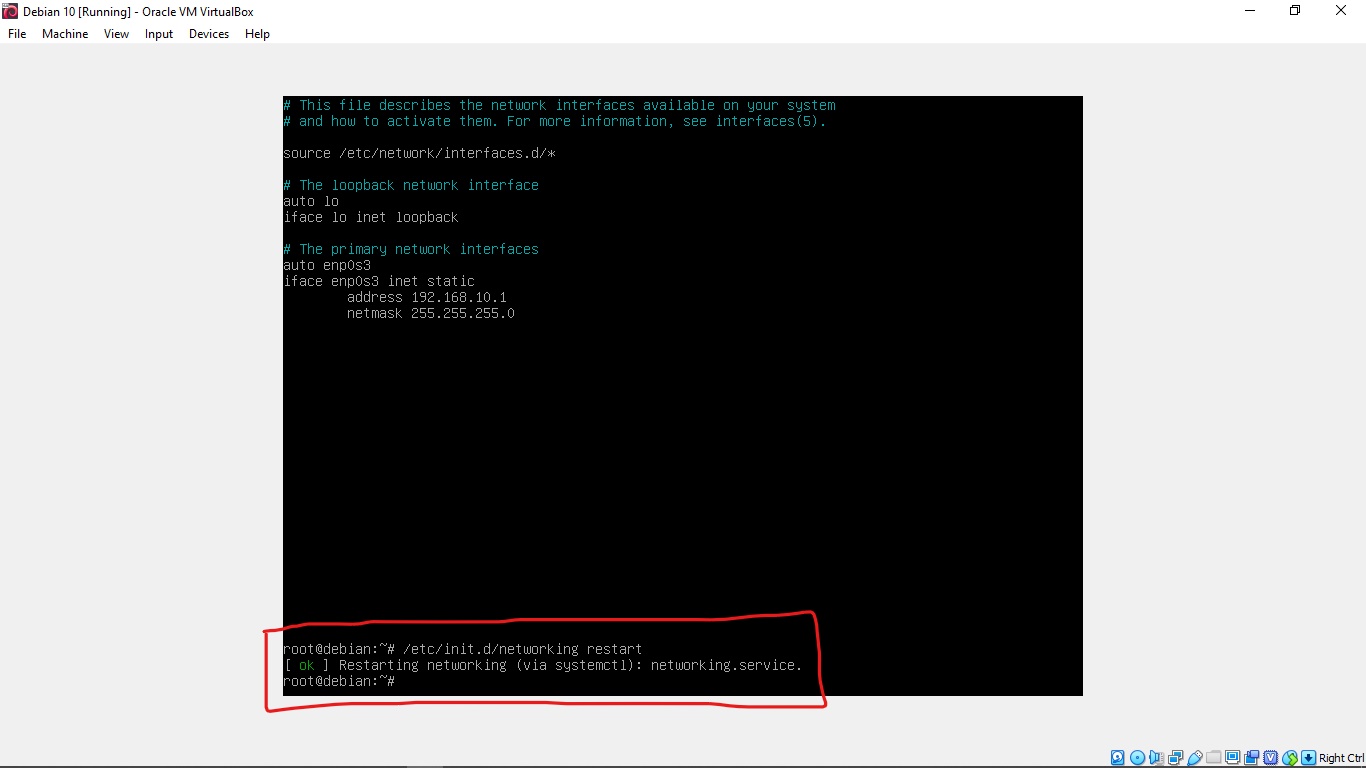 Debian 10 [Running] - Oracle VM VirtualBox
File Machine View Input Devices Help
# This file describes the network interfaces available on your system
# and how to activate them. For more information, see interfaces(5).
source /etc/network/interfaces.d/*
# The loopback network interface
auto lo
iface lo inet loopback
# The primary network interfaces
auto enp0s3
iface enp0s3 inet static
address 192.168.10.1
netmask 255.255.255.0
root@debian:~# /etc/init.d/networking restart
[ ok ] Restarting networking (via systemctl): networking.service.
root@debian:~#
Right Ctrl